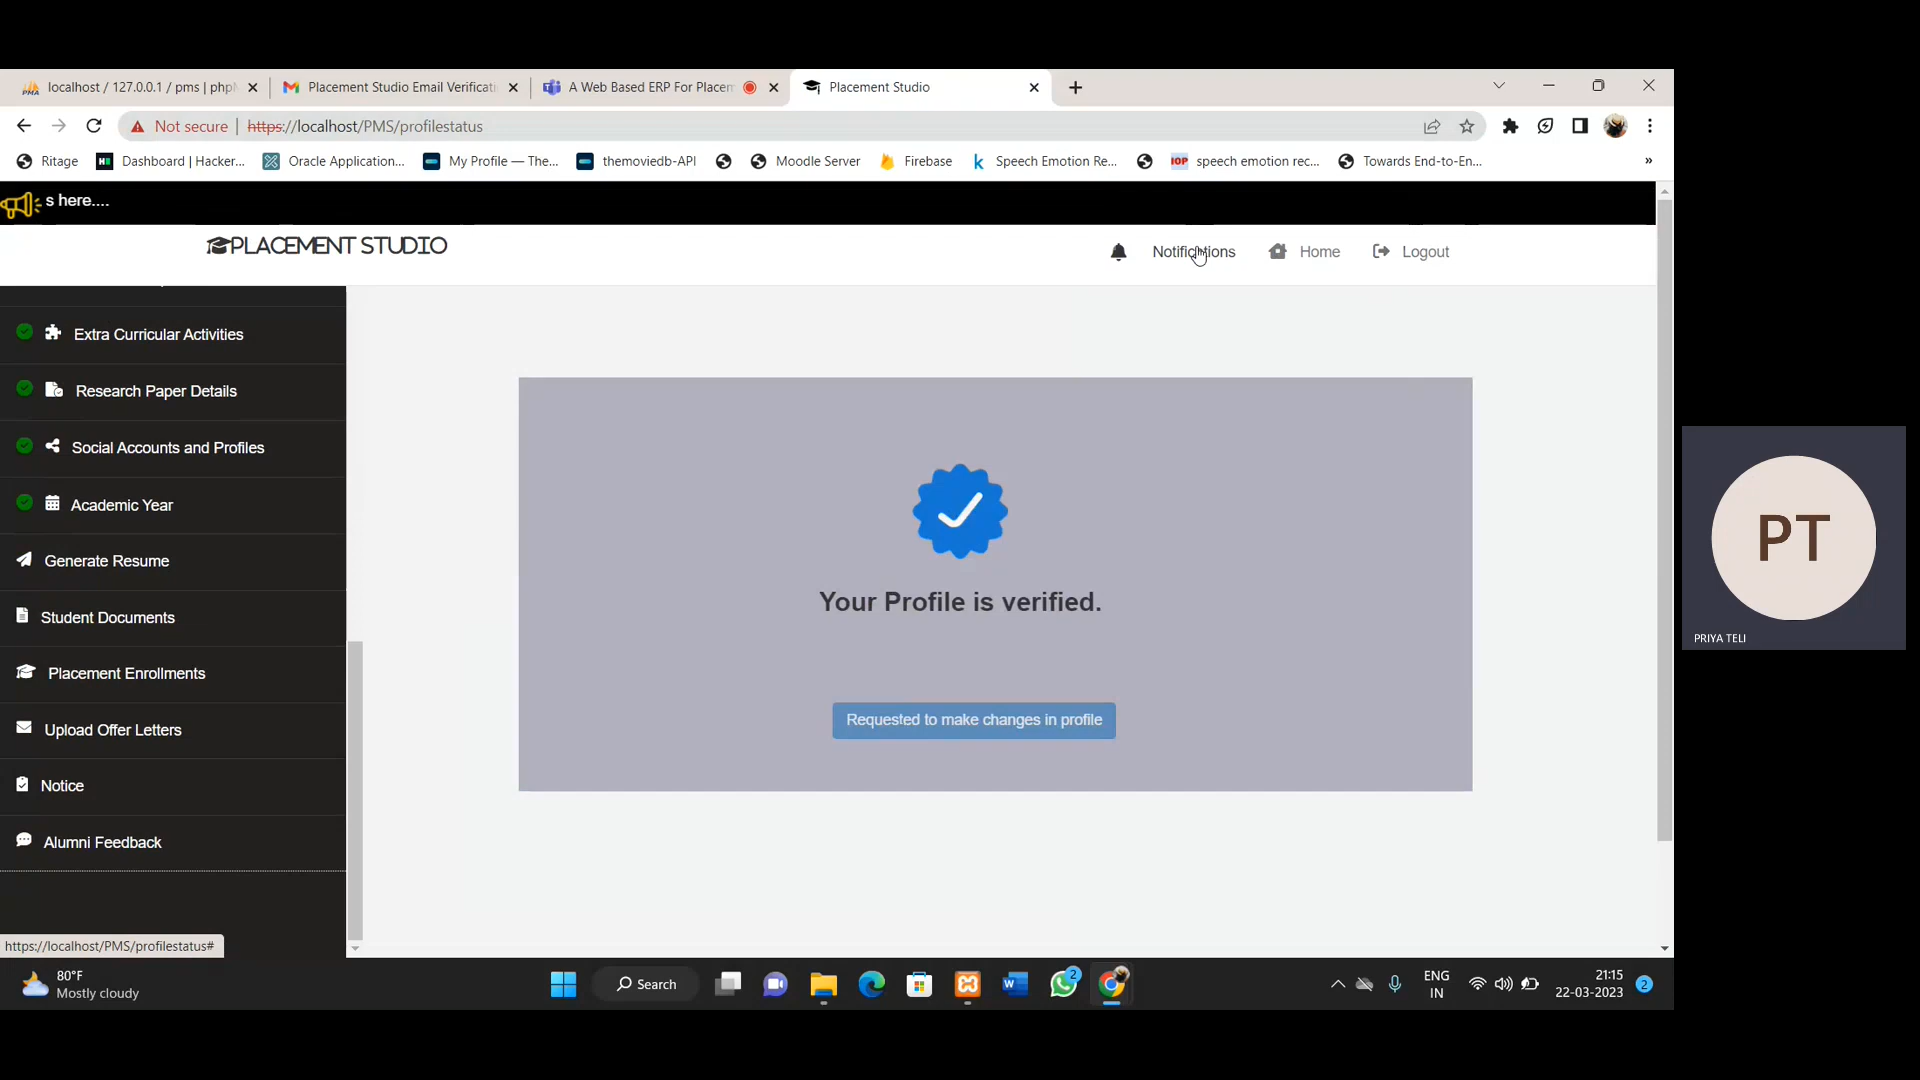 localhost / 127.0.0.1 / pms | php
Placement Studio Email Verificati
A Web Based ERP For Placem
Placement Studio
Not secure | https://localhost/PMS/profilestatus
Ritage
Dashboard | Hacker...
Oracle Application...
My Profile — The...
themoviedb-API
Moodle Server
Firebase
Speech Emotion Re...
IOP speech emotion rec...
Towards End-to-En...
»
s here....
PLACEMENT STUDIO
Notifications
Home
Logout
Extra Curricular Activities
Research Paper Details
Social Accounts and Profiles
Academic Year
Generate Resume
Student Documents
Placement Enrollments
Upload Offer Letters
Notice
Alumni Feedback
Your Profile is verified.
Requested to make changes in profile
PT
PRIYA TELI
https://localhost/PMS/profilestatus#
80°F
Mostly cloudy
Search
2
ENG
IN
21:15
22-03-2023
2